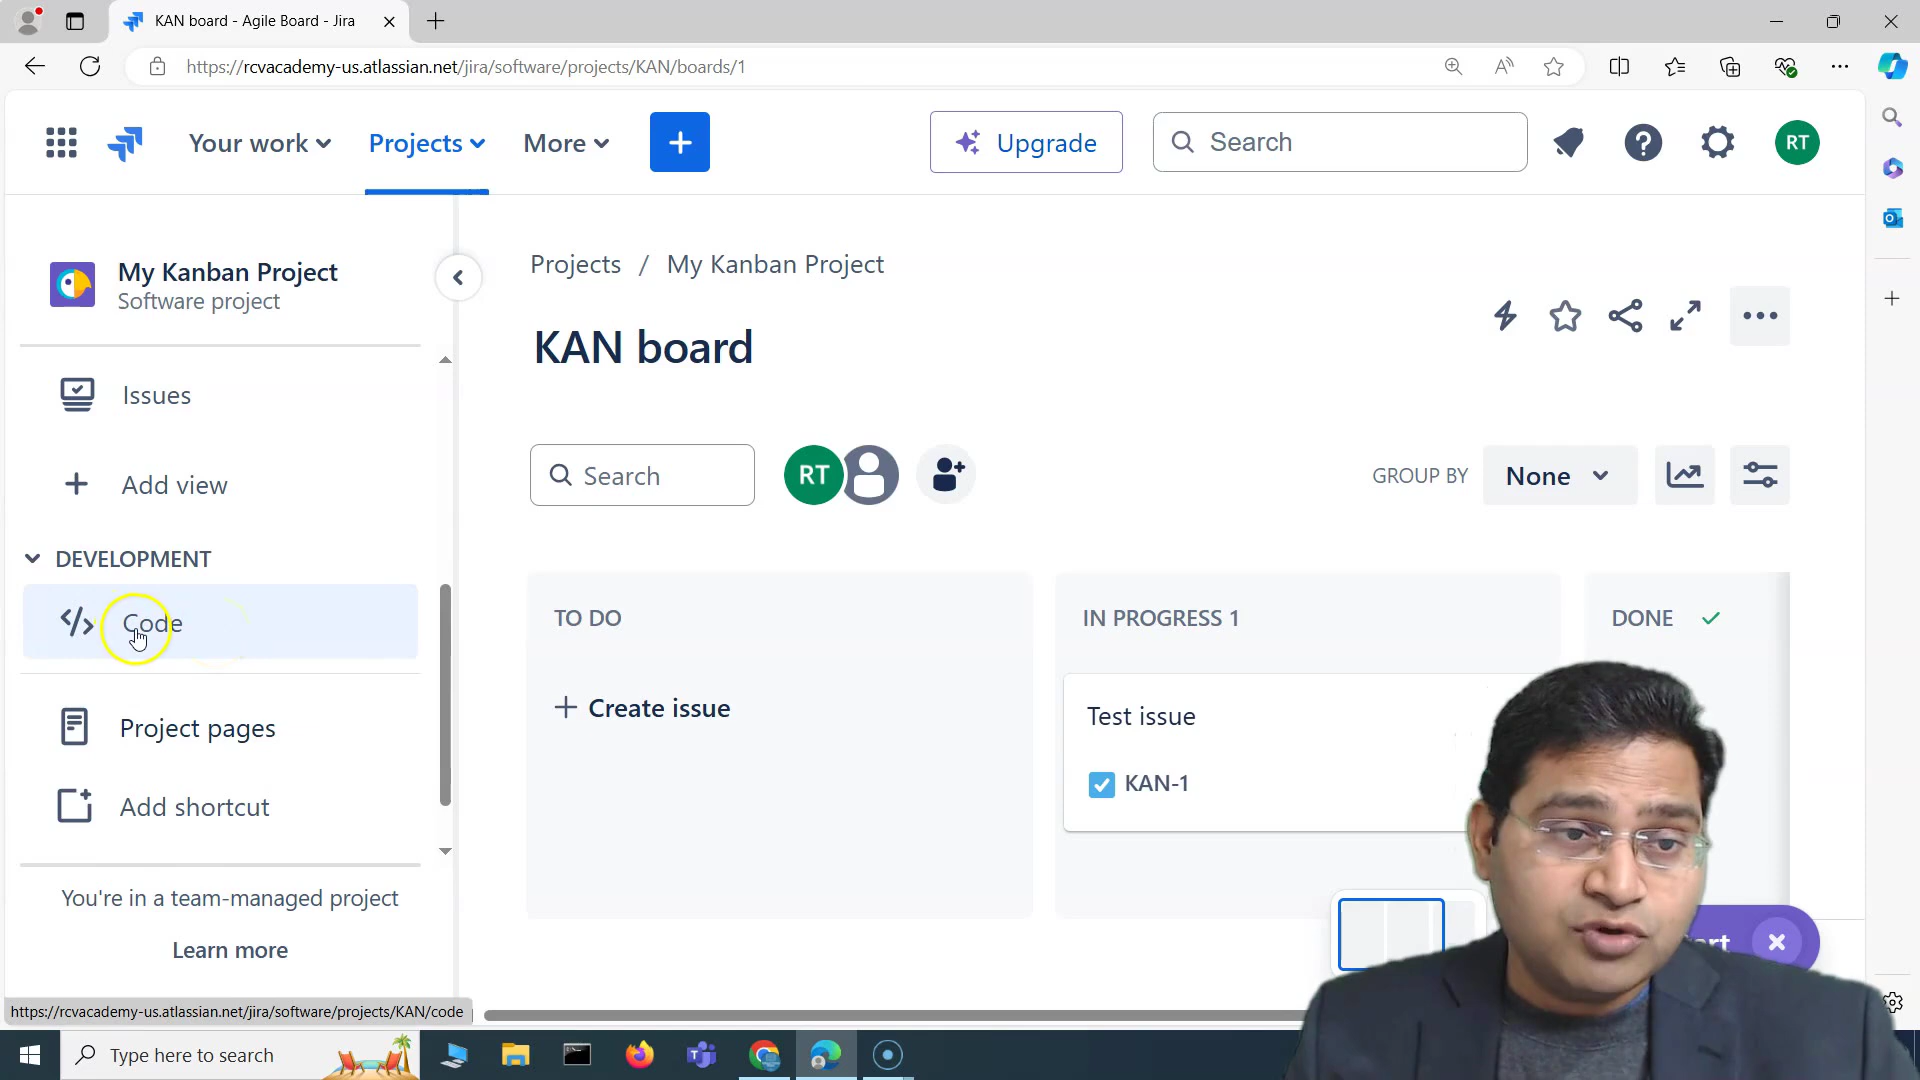 KAN board - Agile Board - Jira
https://rcvacademy-us.atlassian.net/jira/software/projects/KAN/boards/1
Your work
Projects
More
Upgrade
Search
RT
My Kanban Project
Software project
Projects / My Kanban Project
KAN board
Issues
Add view
Search
RT
GROUP BY
None
DEVELOPMENT
Code
Project pages
Add shortcut
TO DO
Create issue
IN PROGRESS 1
Test issue
KAN-1
DONE
You're in a team-managed project
Learn more
https://rcvacademy-us.atlassian.net/jira/software/projects/KAN/code
Type here to search